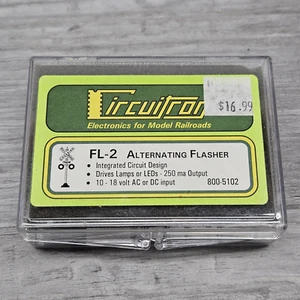 Circuitron
$16.99
Electronics for Model Railroads
FL-2 ALTERNATING FLASHER
• Integrated Circuit Design
• Drives Lamps or LEDs - 250 ma Output
• 10 - 18 volt AC or DC input 800-5102